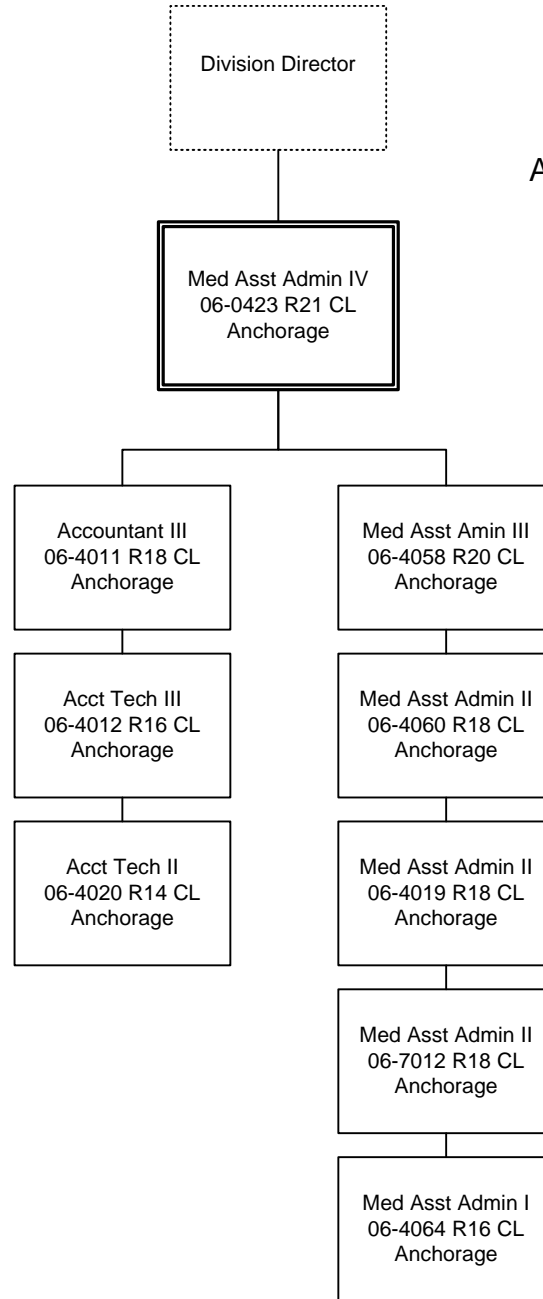 Division Director
A
Med Asst Admin IV
06-0423 R21 CL
Anchorage
Accountant III
06-4011 R18 CL
Anchorage
Acct Tech III
06-4012 R16 CL
Anchorage
Acct Tech II
06-4020 R14 CL
Anchorage
Med Asst Amin III
06-4058 R20 CL
Anchorage
Med Asst Admin II
06-4060 R18 CL
Anchorage
Med Asst Admin II
06-4019 R18 CL
Anchorage
Med Asst Admin II
06-7012 R18 CL
Anchorage
Med Asst Admin I
06-4064 R16 CL
Anchorage